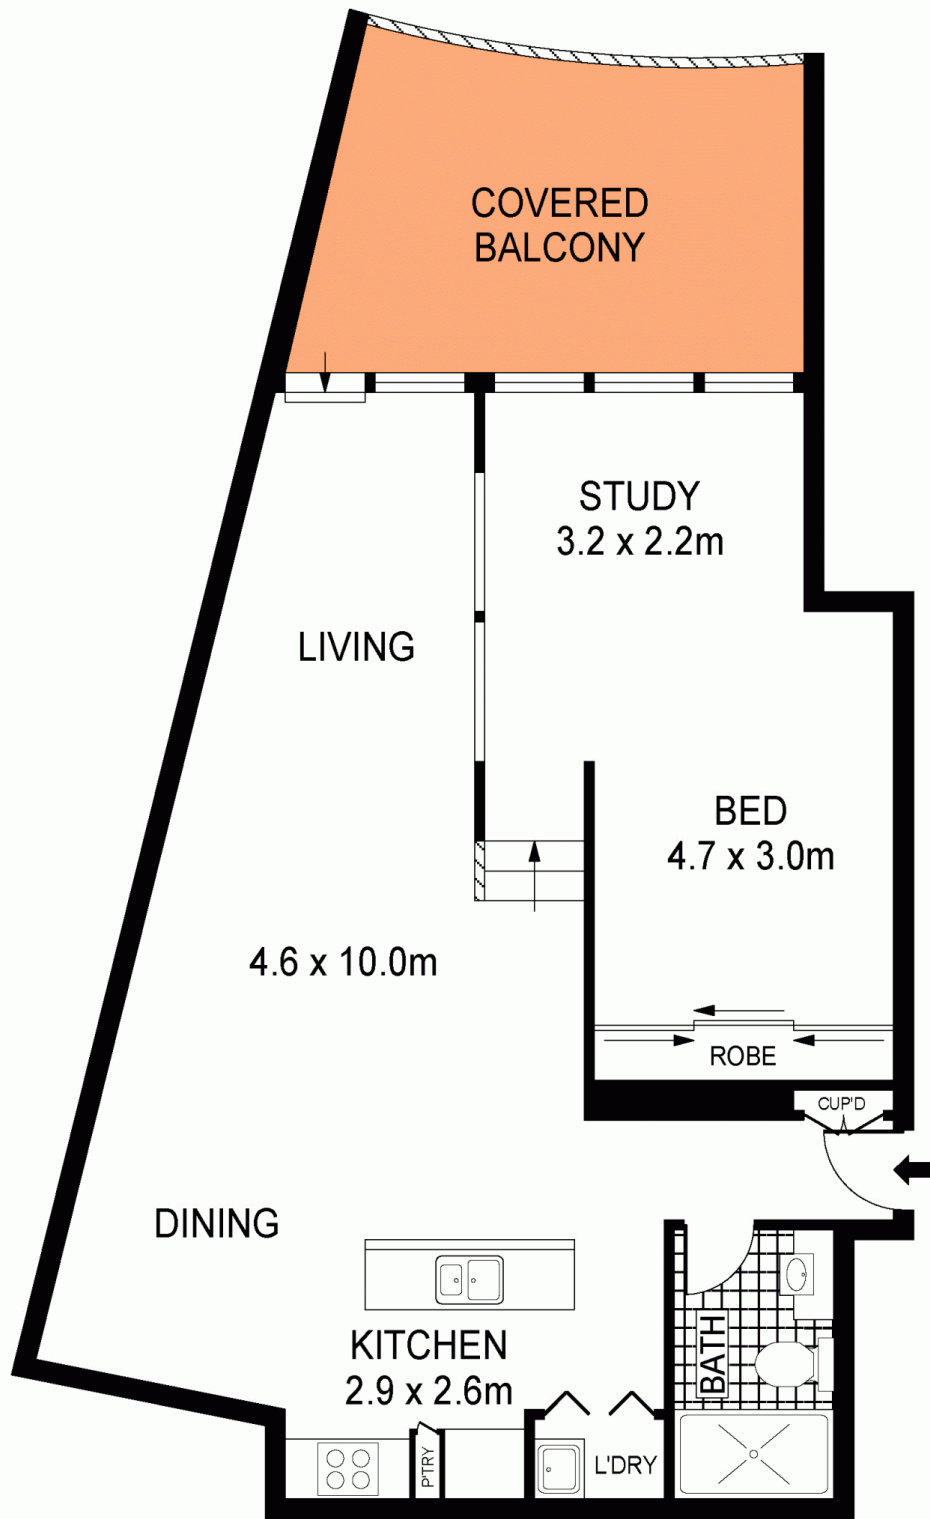 COVERED
BALCONY
STUDY
3.2 x 2.2m
LIVING
BED
4.7 x 3.0m
4.6 x 10.0m
ROBE
CUP'D
DINING
KITCHEN
2.9 x 2.6m
BATH
P'TRY
L'DRY